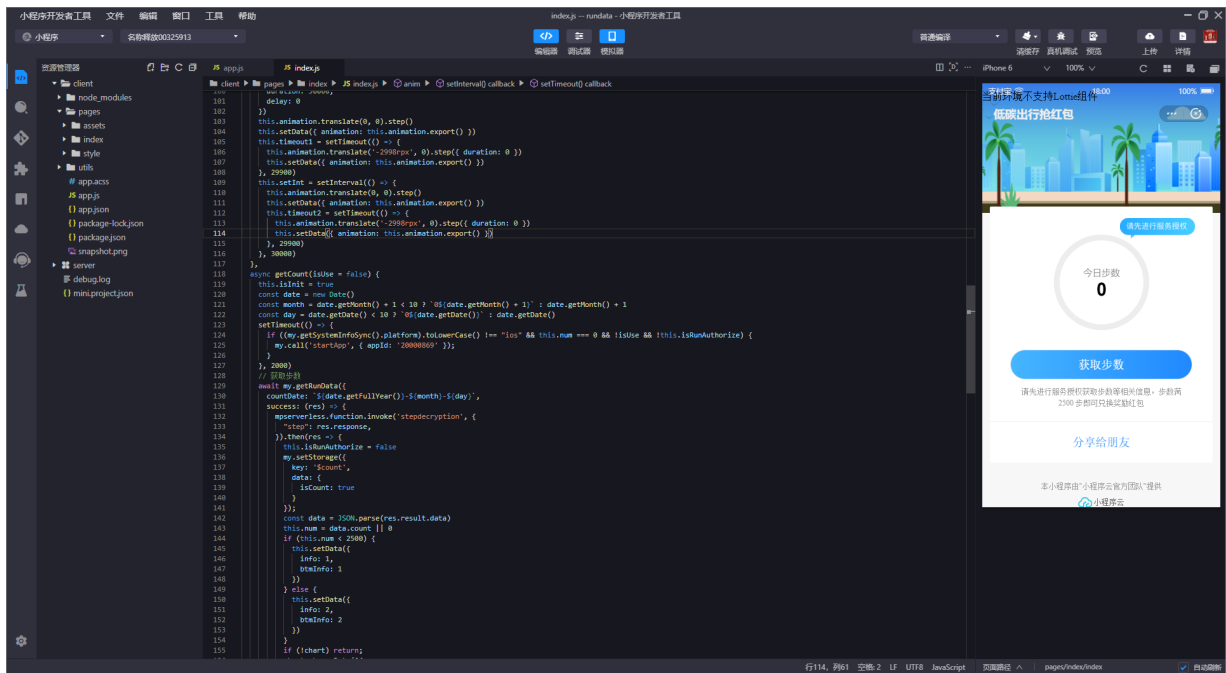 小程序开发者工具 文件 编辑 窗口 工具 帮助
index.js -- rundata - 小程序开发者工具
小程序 名称释放00325913
编辑器 调试器 模拟器
普通编译
清缓存 真机调试 预览 上传 详情
资源管理器
client
node_modules
pages
assets
index
style
utils
# app.acss
JS app.js
{} app.json
{} package-lock.json
{} package.json
snapshot.png
server
debug.log
{} mini.project.json
JS app.js JS index.js
client pages index JS index.js anim setInterval() callback setTimeout() callback
100 duration: 30000,
101 delay: 0
102 })
103 this.animation.translate(0, 0).step()
104 this.setData({ animation: this.animation.export() })
105 this.timeout1 = setTimeout(() => {
106 this.animation.translate('-2998rpx', 0).step({ duration: 0 })
107 this.setData({ animation: this.animation.export() })
108 }, 29900)
109 this.setInt = setInterval(() => {
110 this.animation.translate(0, 0).step()
111 this.setData({ animation: this.animation.export() })
112 this.timeout2 = setTimeout(() => {
113 this.animation.translate('-2998rpx', 0).step({ duration: 0 })
114 this.setData({ animation: this.animation.export() })
115 }, 29900)
116 }, 30000)
117 },
118 async getCount(isUse = false) {
119 this.isInit = true
120 const date = new Date()
121 const month = date.getMonth() + 1 < 10 ? `0${date.getMonth() + 1}` : date.getMonth() + 1
122 const day = date.getDate() < 10 ? `0${date.getDate()}` : date.getDate()
123 setTimeout(() => {
124 if ((my.getSystemInfoSync().platform).toLowerCase() !== "ios" && this.num === 0 && !isUse && !this.isRunAuthorize) {
125 my.call('startApp', { appId: '20000869' });
126 }
127 }, 2000)
128 // 获取步数
129 await my.getRunData({
130 countDate: `${date.getFullYear()}-${month}-${day}`,
131 success: (res) => {
132 mpserverless.function.invoke('stepdecryption', {
133 "step": res.response,
134 }).then(res => {
135 this.isRunAuthorize = false
136 my.setStorage({
137 key: '$count',
138 data: {
139 isCount: true
140 }
141 });
142 const data = JSON.parse(res.result.data)
143 this.num = data.count || 0
144 if (this.num < 2500) {
145 this.setData({
146 info: 1,
147 btmInfo: 1
148 })
149 } else {
150 this.setData({
151 info: 2,
152 btmInfo: 2
153 })
154 }
155 if (!chart) return;
iPhone 6 100%
支付宝 18:00 100%
当前环境不支持Lottie组件
低碳出行抢红包
请先进行服务授权
今日步数
0
获取步数
请先进行服务授权获取步数等相关信息，步数满
2500 步即可兑换奖励红包
分享给朋友
本小程序由"小程序云官方团队"提供
小程序云
行114, 列61 空格: 2 LF UTF8 JavaScript
页面路径 pages/index/index 自动刷新